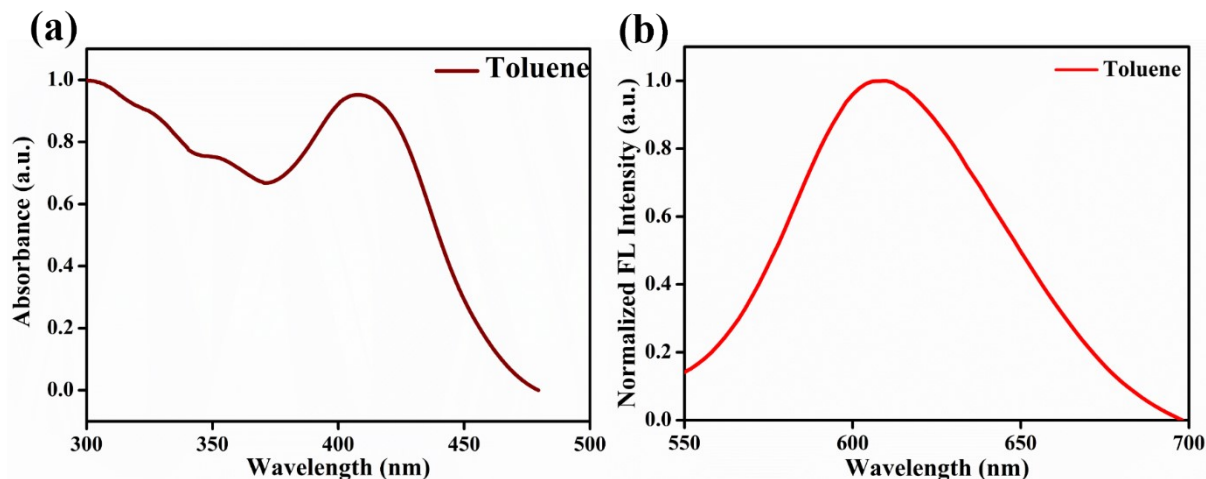 (a)
Toluene
Absorbance (a.u.)
1.0
0.8
0.6
0.4
0.2
0.0
300
350
400
450
500
Wavelength (nm)
(b)
Toluene
Normalized FL Intensity (a.u.)
1.0
0.8
0.6
0.4
0.2
0.0
550
600
650
700
Wavelength (nm)